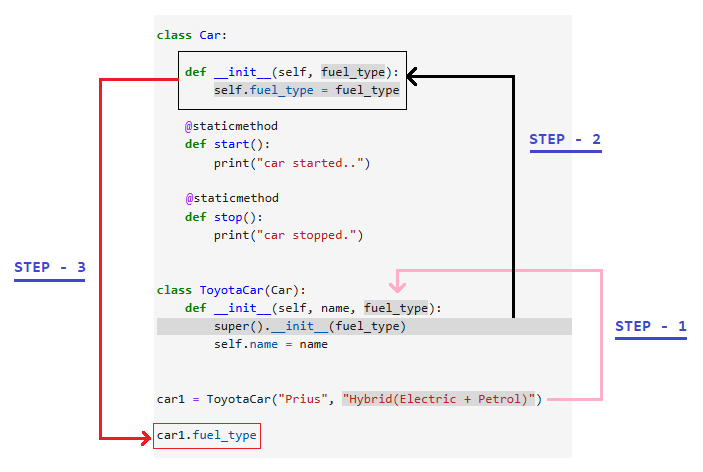 class Car:
def __init__(self, fuel_type):
self.fuel_type = fuel_type
@staticmethod
def start():
print("car started..")
STEP - 2
@staticmethod
def stop():
print("car stopped.")
STEP - 3
class ToyotaCar(Car):
def __init__(self, name, fuel_type):
super().__init__(fuel_type)
STEP - 1
self.name = name
car1 = ToyotaCar("Prius", "Hybrid(Electric + Petrol)")
car1.fuel_type